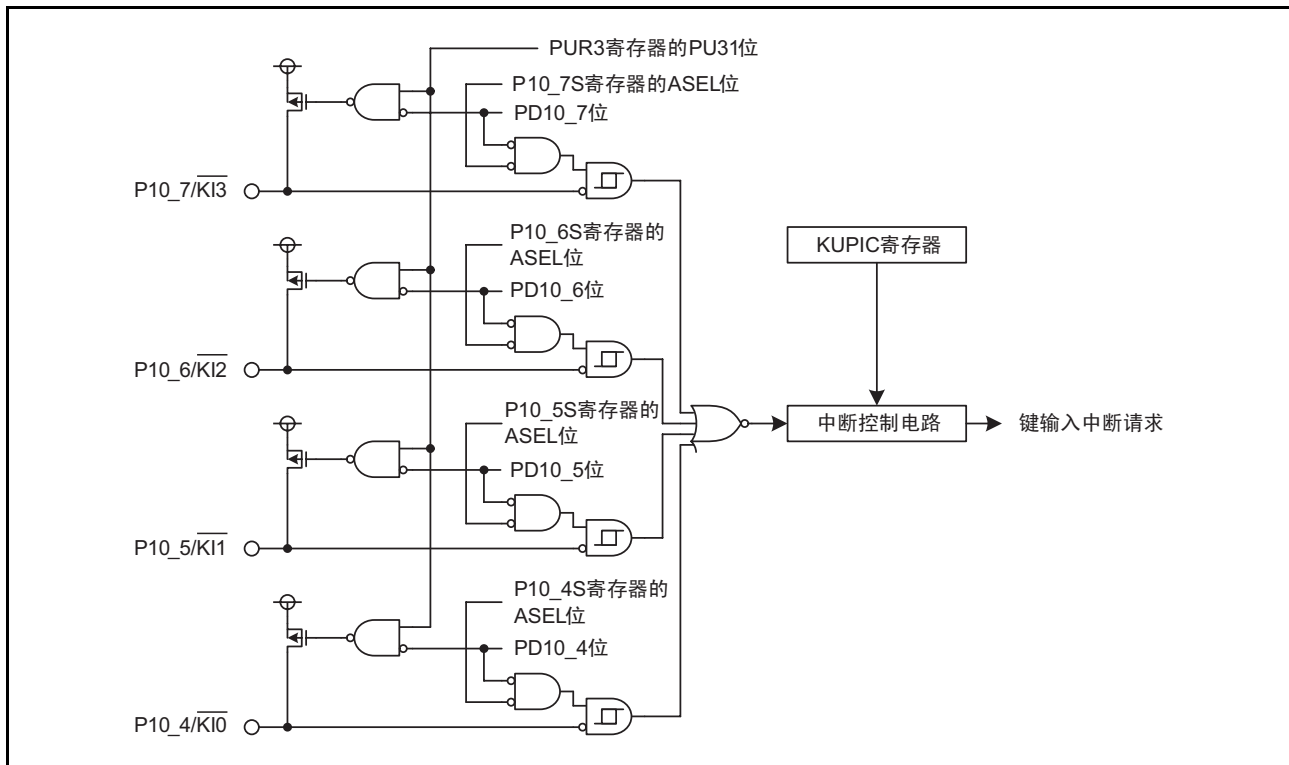 PUR3寄存器的PU31位
P10_7S寄存器的ASEL位
PD10_7位
P10_7/KI3
P10_6S寄存器的
ASEL位
PD10_6位
P10_6/KI2
KUPIC寄存器
P10_5S寄存器的
ASEL位
中断控制电路
键输入中断请求
PD10_5位
P10_5/KI1
P10_4S寄存器的
ASEL位
PD10_4位
P10_4/KI0